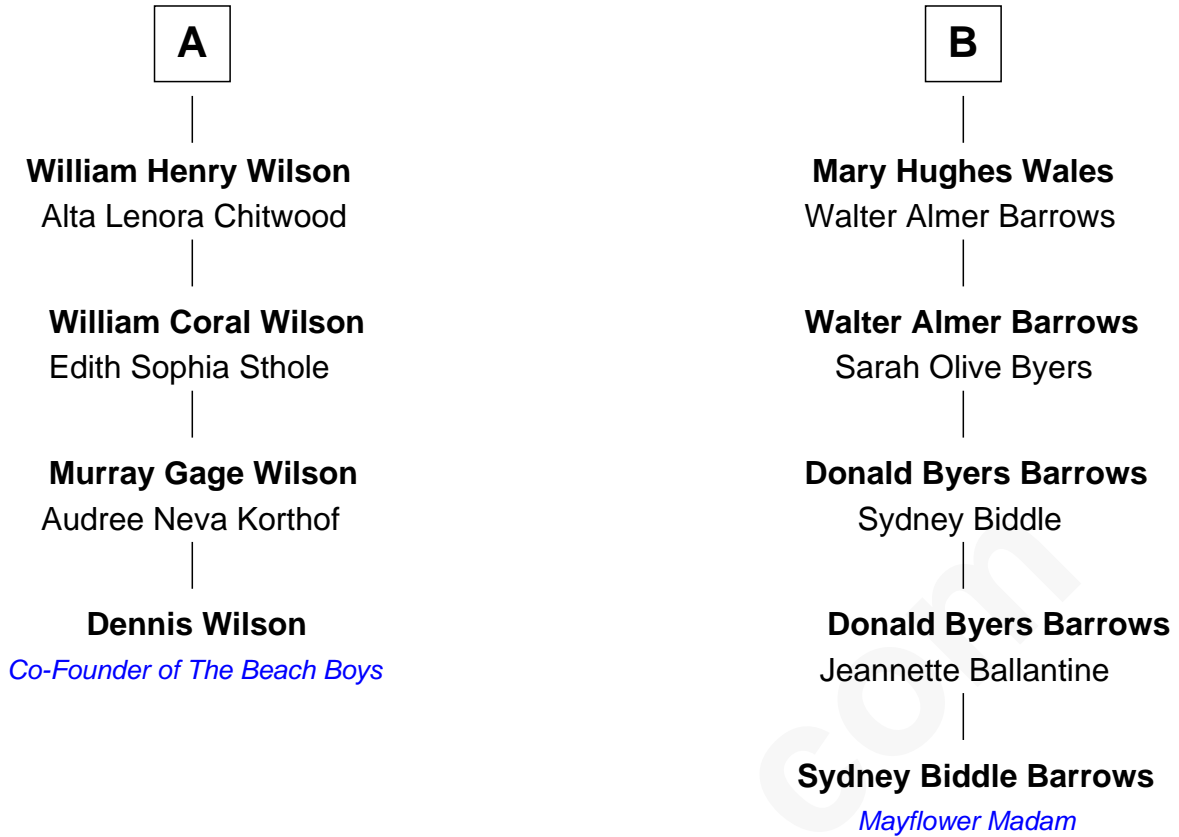 A
William Henry Wilson
Alta Lenora Chitwood
William Coral Wilson
Edith Sophia Sthole
Murray Gage Wilson
Audree Neva Korthof
Dennis Wilson
Co-Founder of The Beach Boys
B
Mary Hughes Wales
Walter Almer Barrows
Walter Almer Barrows
Sarah Olive Byers
Donald Byers Barrows
Sydney Biddle
Donald Byers Barrows
Jeannette Ballantine
Sydney Biddle Barrows
Mayflower Madam
com